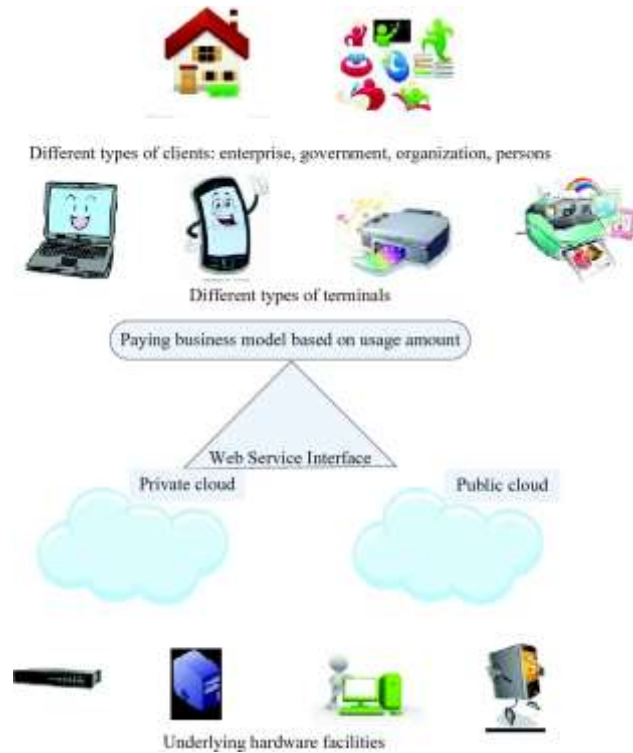 Different types of clients: enterprise, government, organization, persons
Different types of terminals
Paying business model based on usage amount
Web Service Interface
Private cloud
Public cloud
Underlying hardware facilities